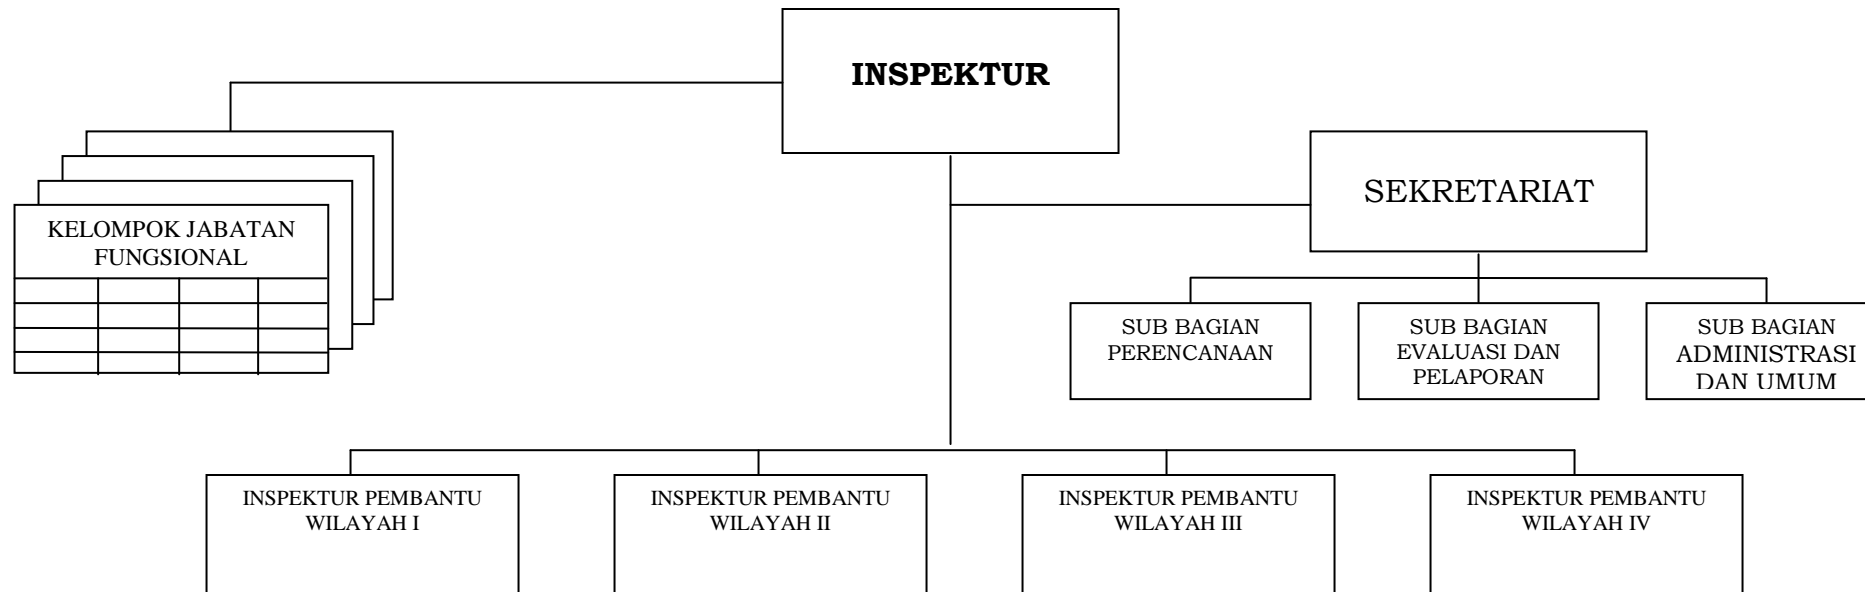 INSPEKTUR
SEKRETARIAT
KELOMPOK JABATAN
FUNGSIONAL
SUB BAGIAN
PERENCANAAN
SUB BAGIAN
EVALUASI DAN
PELAPORAN
SUB BAGIAN
ADMINISTRASI
DAN UMUM
INSPEKTUR PEMBANTU
WILAYAH I
INSPEKTUR PEMBANTU
WILAYAH II
INSPEKTUR PEMBANTU
WILAYAH III
INSPEKTUR PEMBANTU
WILAYAH IV